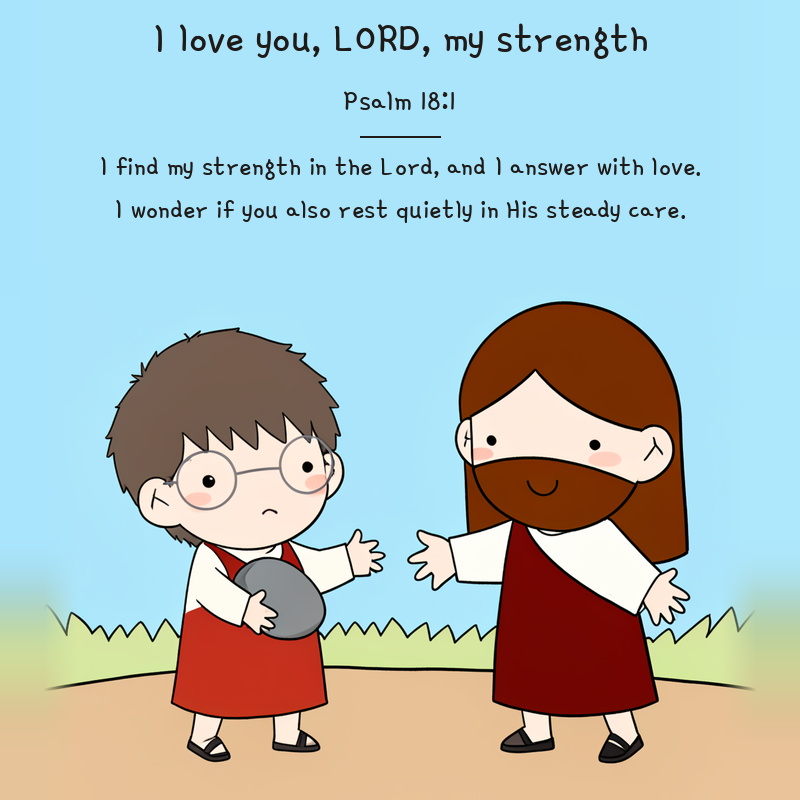 I love you, LORD, my strength
Psalm 18:1
I find my strength in the Lord, and I answer with love.
I wonder if you also rest quietly in His steady care.